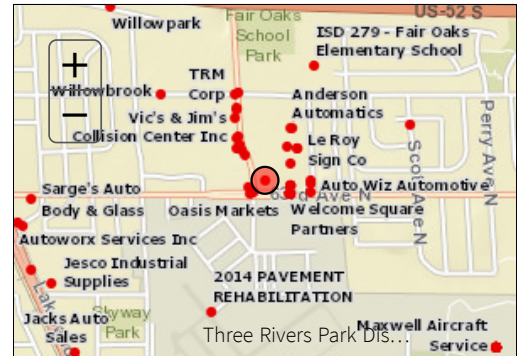 US-52 S
Willowpark
Fair Oaks
School
Park
ISD 279 - Fair Oaks
Elementary School
+
TRM
Corp
Willowbrook
Anderson
Automatics
−
Vic's & Jim's
Collision Center Inc
Le Roy
Sign Co
Perry Ave N
Sarge's Auto
Body & Glass
Auto Wiz Automotive
63rd Ave N
Oasis Markets
Welcome Square
Partners
Autoworx Services Inc
Jesco Industrial
Supplies
2014 PAVEMENT
REHABILITATION
Skyway
Park
Jacks Auto
Sales
Three Rivers Park Dis…
Maxwell Aircraft
Service